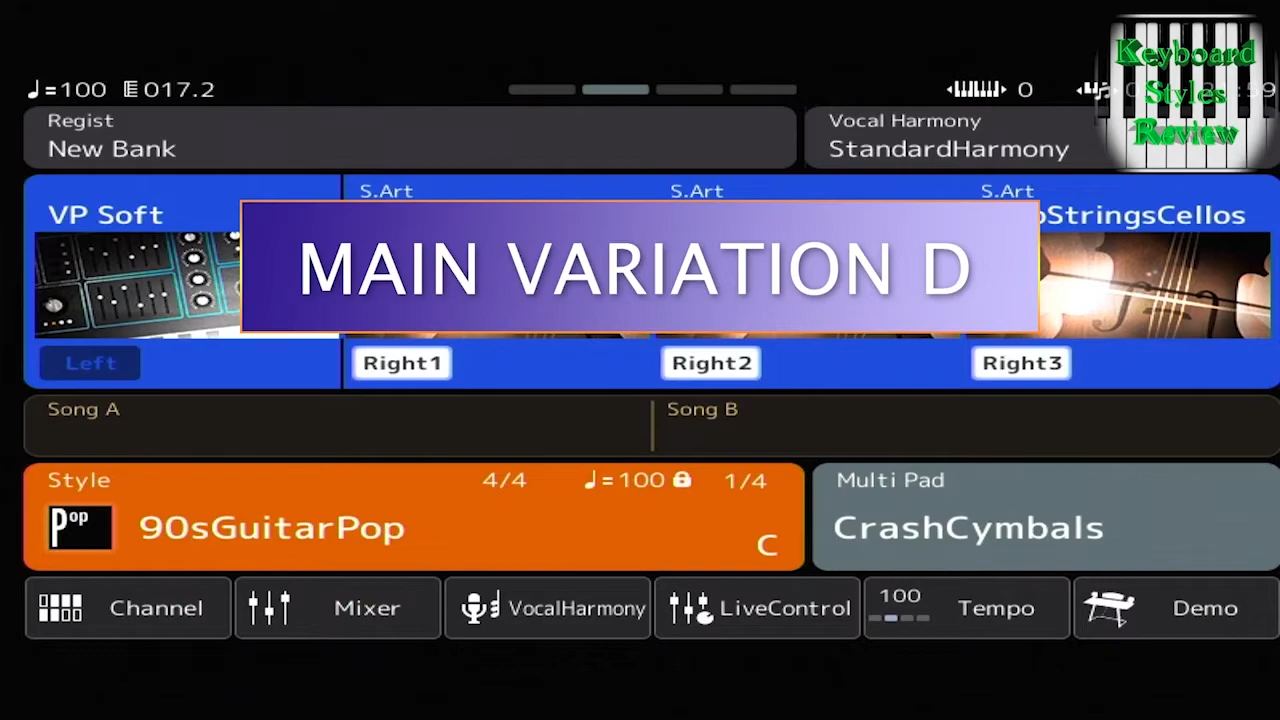 ♩=100 017.2
0
:59
Keyboard
Styles
Review
Regist
New Bank
Vocal Harmony
StandardHarmony
VP Soft
S.Art
S.Art
S.Art
StringsCellos
MAIN VARIATION D
Left
Right1
Right2
Right3
Song A
Song B
Style
4/4
♩=100
1/4
Pop
90sGuitarPop
C
Multi Pad
CrashCymbals
Channel
Mixer
VocalHarmony
LiveControl
100
Tempo
Demo